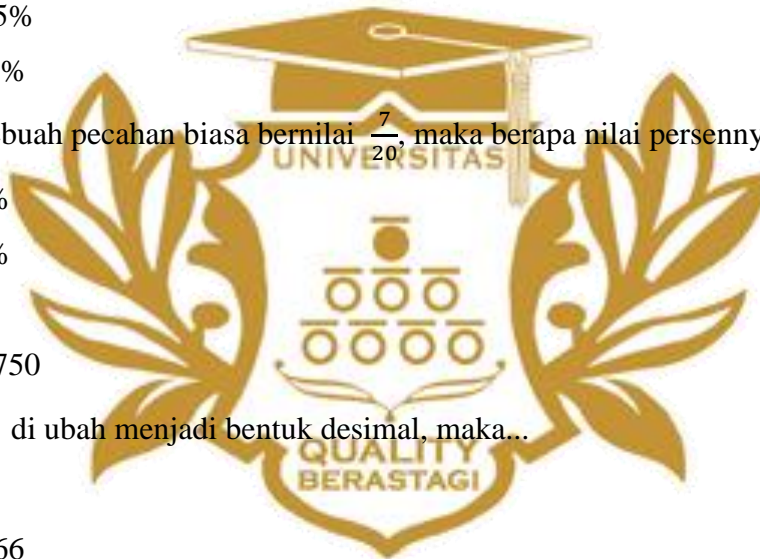 5%
%
buah pecahan biasa bernilai 7/20, maka berapa nilai persenny
UNIVERSITAS
%
%
750
di ubah menjadi bentuk desimal, maka...
QUALITY
BERASTAGI
66